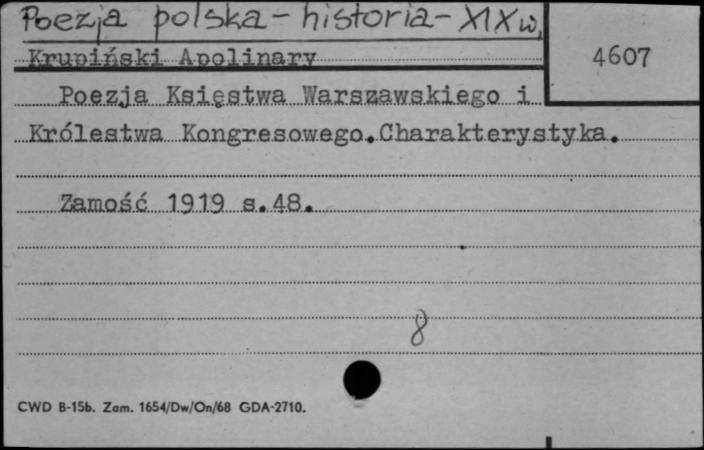 Poezja polska - historia - XIX w.
Krupiński Apolinary
4607
Poezja Księstwa Warszawskiego i
Królestwa Kongresowego. Charakterystyka.
Zamość 1919 s.48.
8
CWD B-15b. Zam. 1654/Dw/On/68 GDA-2710.